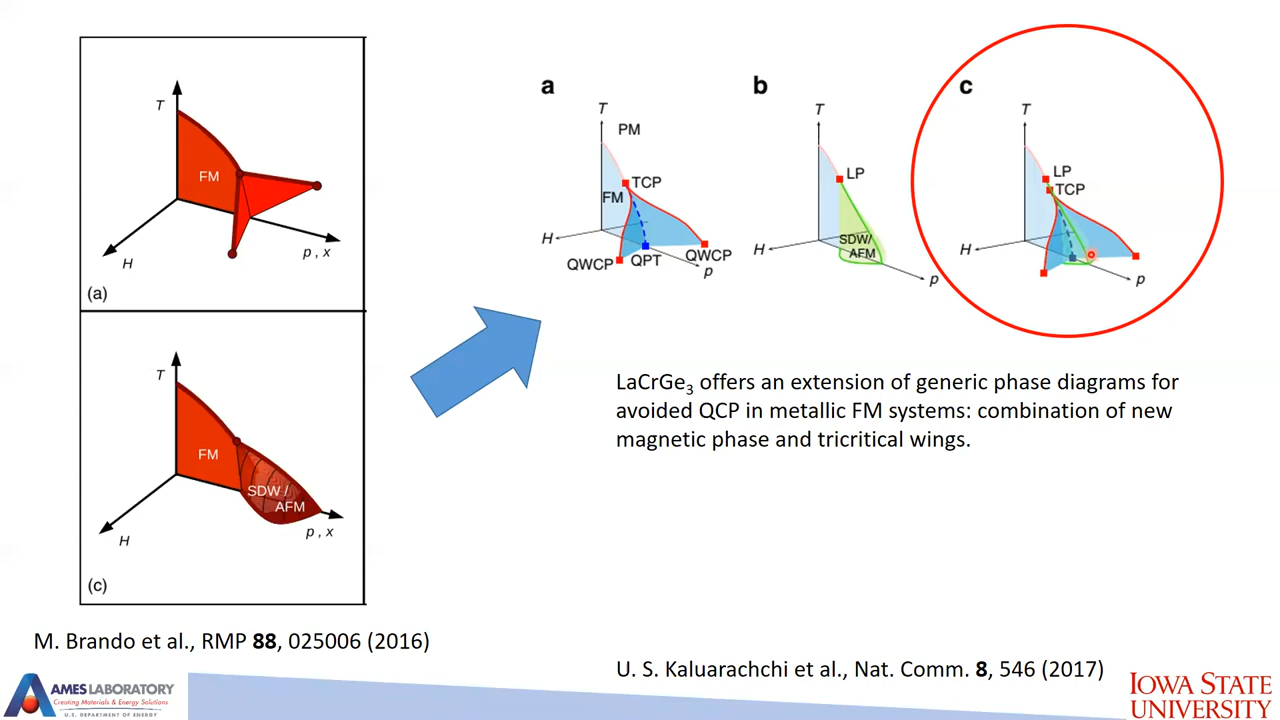 T
FM
H
p , x
(a)
T
FM
SDW /
AFM
H
p , x
(c)
M. Brando et al., RMP 88, 025006 (2016)
a
T
PM
TCP
FM
H
QWCP
QPT
QWCP
p
b
T
LP
H
SDW/
AFM
p
c
T
LP
TCP
H
p
LaCrGe₃ offers an extension of generic phase diagrams for
avoided QCP in metallic FM systems: combination of new
magnetic phase and tricritical wings.
U. S. Kaluarachchi et al., Nat. Comm. 8, 546 (2017)
AMES LABORATORY
Creating Materials & Energy Solutions
U.S. DEPARTMENT OF ENERGY
IOWA STATE
UNIVERSITY